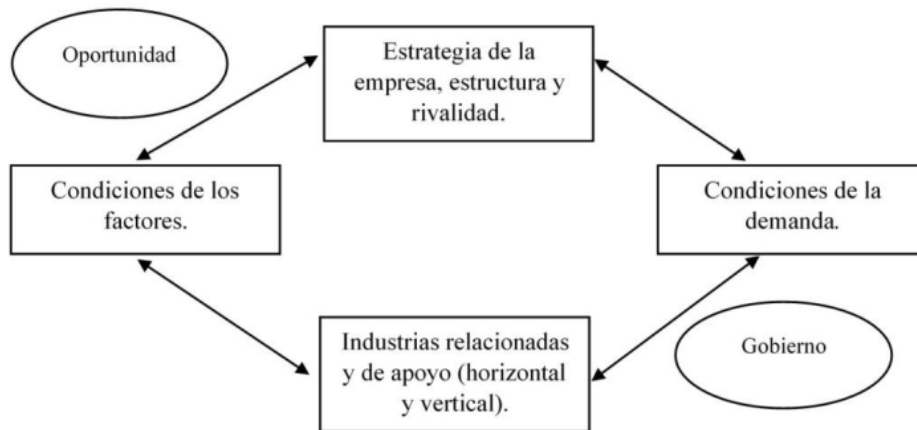 Oportunidad
Estrategia de la
empresa, estructura y
rivalidad.
Condiciones de los
factores.
Condiciones de la
demanda.
Industrias relacionadas
y de apoyo (horizontal
y vertical).
Gobierno